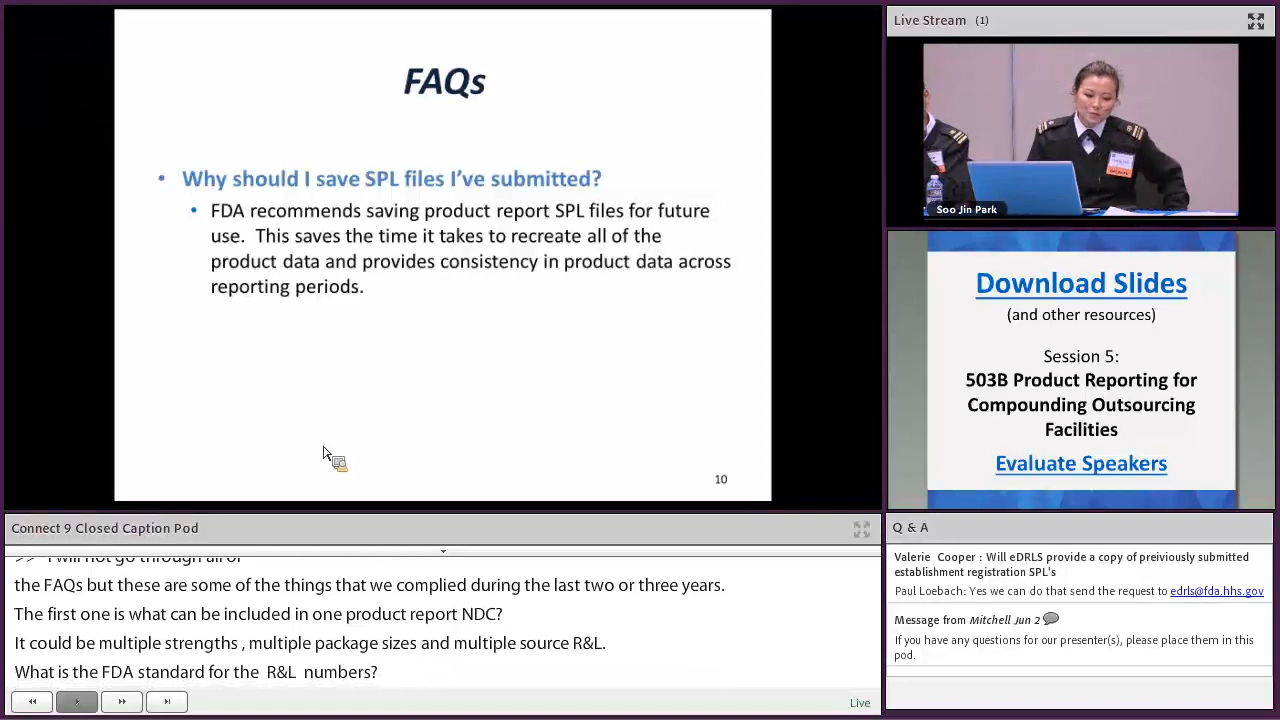 FAQs
• Why should I save SPL files I've submitted?
• FDA recommends saving product report SPL files for future
use.  This saves the time it takes to recreate all of the
product data and provides consistency in product data across
reporting periods.
10
Live Stream (1)
Soo Jin Park
Download Slides
(and other resources)
Session 5:
503B Product Reporting for
Compounding Outsourcing
Facilities
Evaluate Speakers
Connect 9 Closed Caption Pod
>> I will not go through all of
the FAQs but these are some of the things that we complied during the last two or three years.
The first one is what can be included in one product report NDC?
It could be multiple strengths , multiple package sizes and multiple source R&L.
What is the FDA standard for the  R&L  numbers?
Live
Q & A
Valerie  Cooper : Will eDRLS provide a copy of preiviously submitted
establishment registration SPL's
Paul Loebach: Yes we can do that send the request to edrls@fda.hhs.gov
Message from Mitchell Jun 2
If you have any questions for our presenter(s), please place them in this
pod.